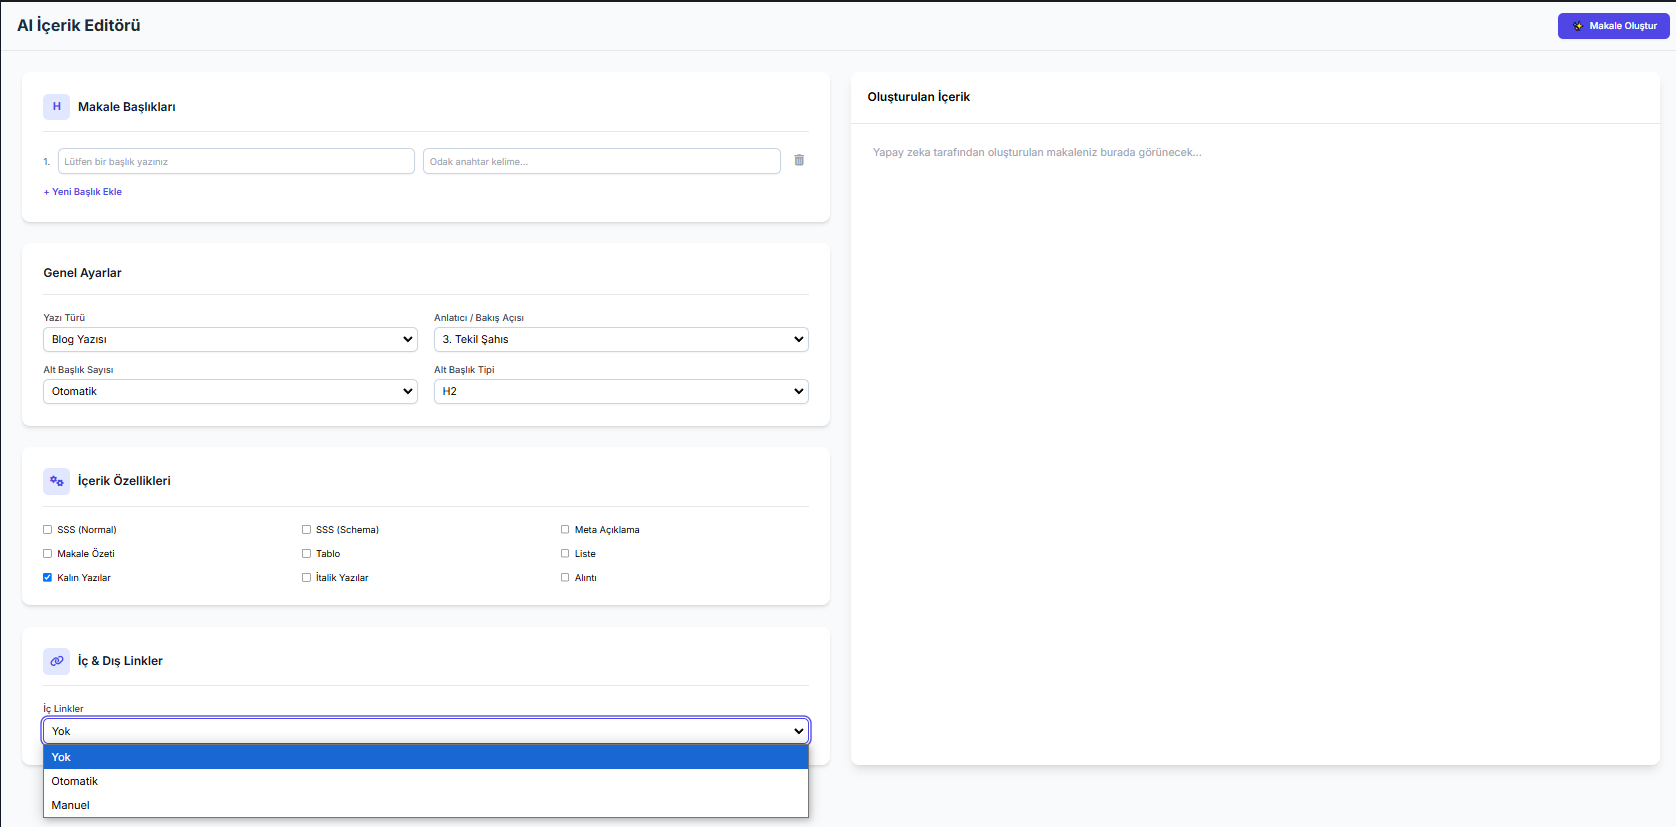 AI İçerik Editörü
Makale Oluştur
H Makale Başlıkları
1. Lütfen bir başlık yazınız Odak anahtar kelime...
+ Yeni Başlık Ekle
Genel Ayarlar
Yazı Türü Anlatıcı / Bakış Açısı
Blog Yazısı 3. Tekil Şahıs
Alt Başlık Sayısı Alt Başlık Tipi
Otomatik H2
İçerik Özellikleri
SSS (Normal) SSS (Schema) Meta Açıklama
Makale Özeti Tablo Liste
Kalın Yazılar İtalik Yazılar Alıntı
İç & Dış Linkler
İç Linkler
Yok
Yok
Otomatik
Manuel
Oluşturulan İçerik
Yapay zeka tarafından oluşturulan makaleniz burada görünecek...